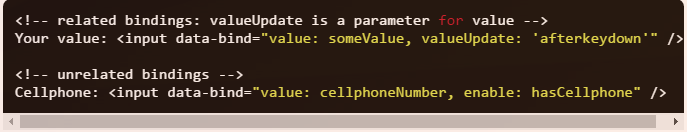 <!-- related bindings: valueUpdate is a parameter for value -->
Your value: <input data-bind="value: someValue, valueUpdate: 'afterkeydown'" />
<!-- unrelated bindings -->
Cellphone: <input data-bind="value: cellphoneNumber, enable: hasCellphone" />